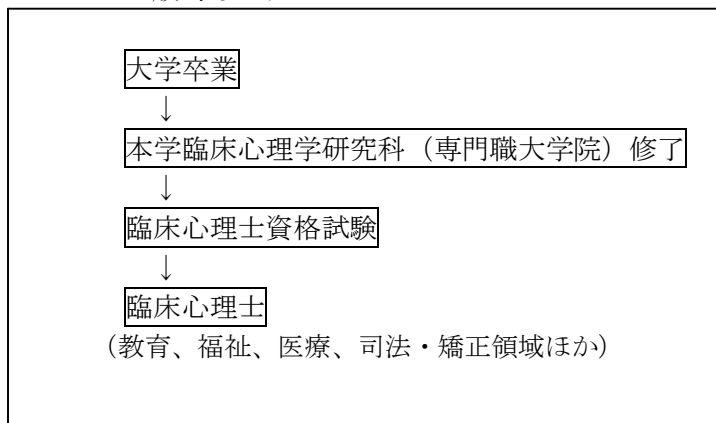 大学卒業
↓
本学臨床心理学研究科（専門職大学院）修了
↓
臨床心理士資格試験
↓
臨床心理士
（教育、福祉、医療、司法・矯正領域ほか）